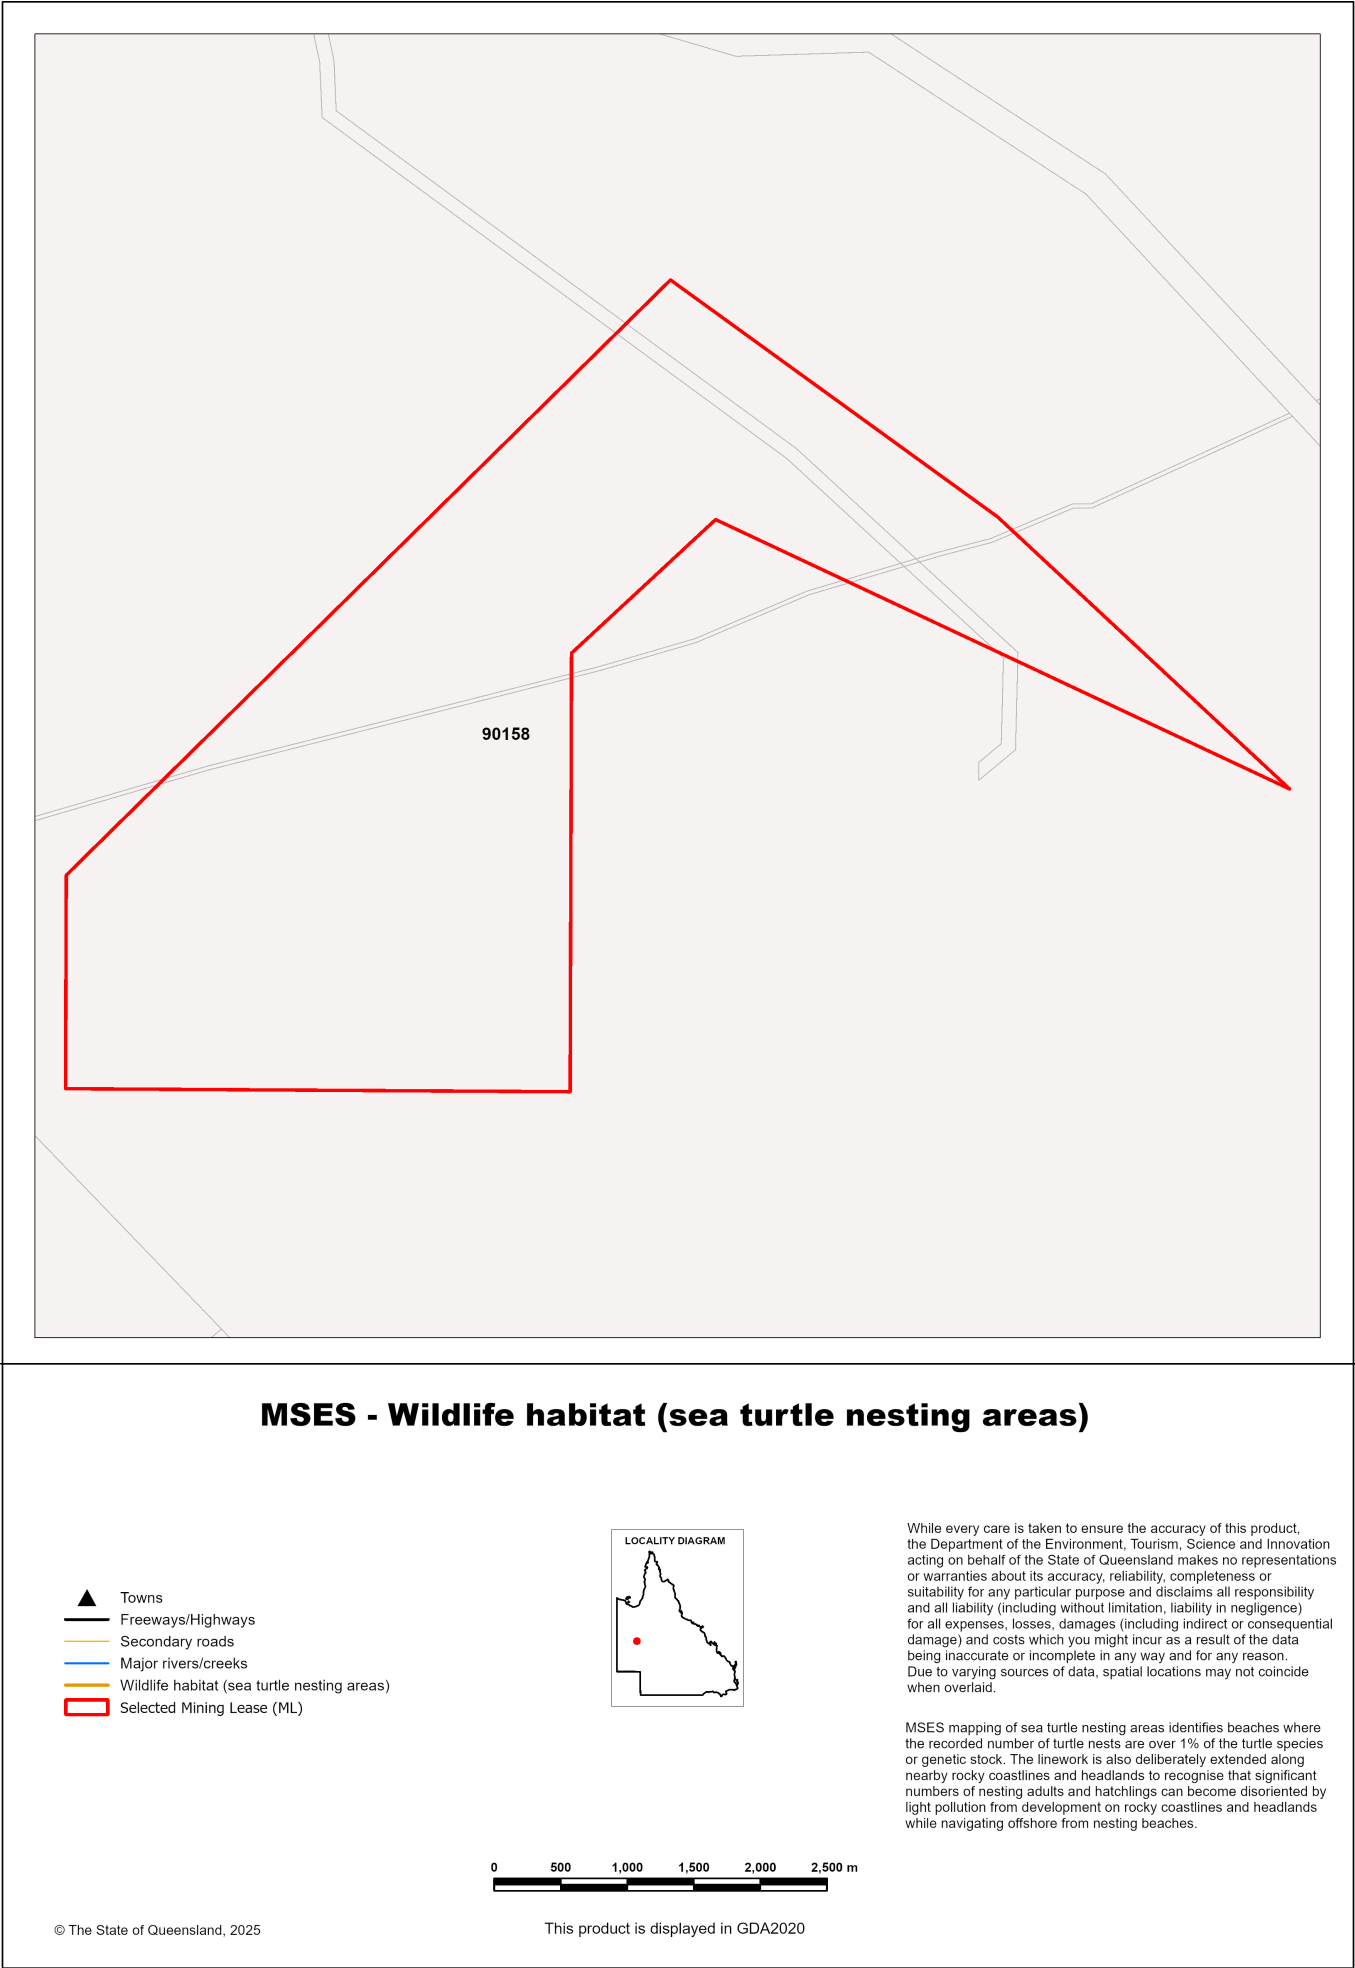 90158
MSES - Wildlife habitat (sea turtle nesting areas)
Towns
Freeways/Highways
Secondary roads
Major rivers/creeks
Wildlife habitat (sea turtle nesting areas)
Selected Mining Lease (ML)
LOCALITY DIAGRAM
While every care is taken to ensure the accuracy of this product,
the Department of the Environment, Tourism, Science and Innovation
acting on behalf of the State of Queensland makes no representations
or warranties about its accuracy, reliability, completeness or
suitability for any particular purpose and disclaims all responsibility
and all liability (including without limitation, liability in negligence)
for all expenses, losses, damages (including indirect or consequential
damage) and costs which you might incur as a result of the data
being inaccurate or incomplete in any way and for any reason.
Due to varying sources of data, spatial locations may not coincide
when overlaid.
MSES mapping of sea turtle nesting areas identifies beaches where
the recorded number of turtle nests are over 1% of the turtle species
or genetic stock. The linework is also deliberately extended along
nearby rocky coastlines and headlands to recognise that significant
numbers of nesting adults and hatchlings can become disoriented by
light pollution from development on rocky coastlines and headlands
while navigating offshore from nesting beaches.
0 500 1,000 1,500 2,000 2,500 m
© The State of Queensland, 2025
This product is displayed in GDA2020